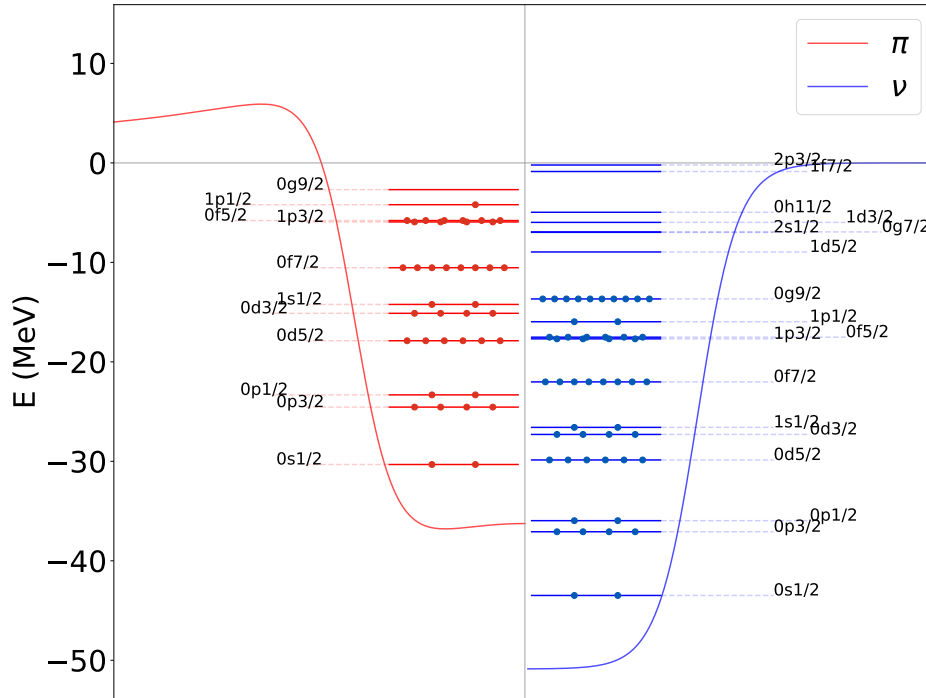 π
ν
10
0
−10
−20
−30
−40
−50
E (MeV)
0g9/2
1p1/2
0f5/2
1p3/2
0f7/2
1s1/2
0d3/2
0d5/2
0p1/2
0p3/2
0s1/2
2p3/2
1f7/2
0h11/2
1d3/2
2s1/2
0g7/2
1d5/2
0g9/2
1p1/2
1p3/2
0f5/2
0f7/2
1s1/2
0d3/2
0d5/2
0p1/2
0p3/2
0s1/2